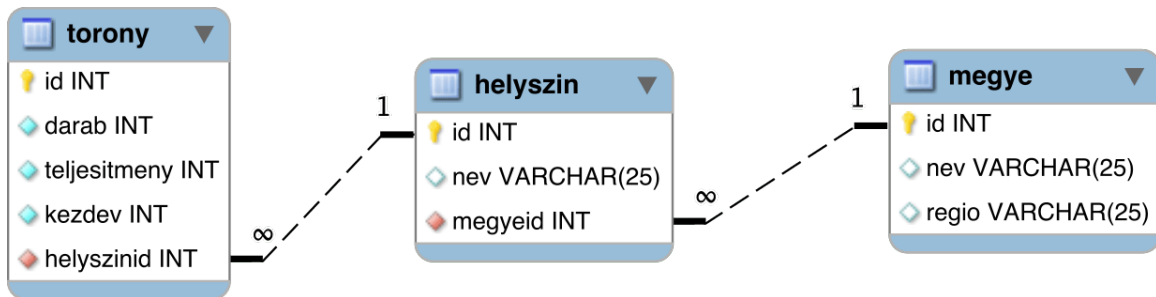 torony
id INT
darab INT
teljesitmeny INT
kezdev INT
helyszinid INT
∞
1
helyszin
id INT
nev VARCHAR(25)
megyeid INT
∞
1
megye
id INT
nev VARCHAR(25)
regio VARCHAR(25)